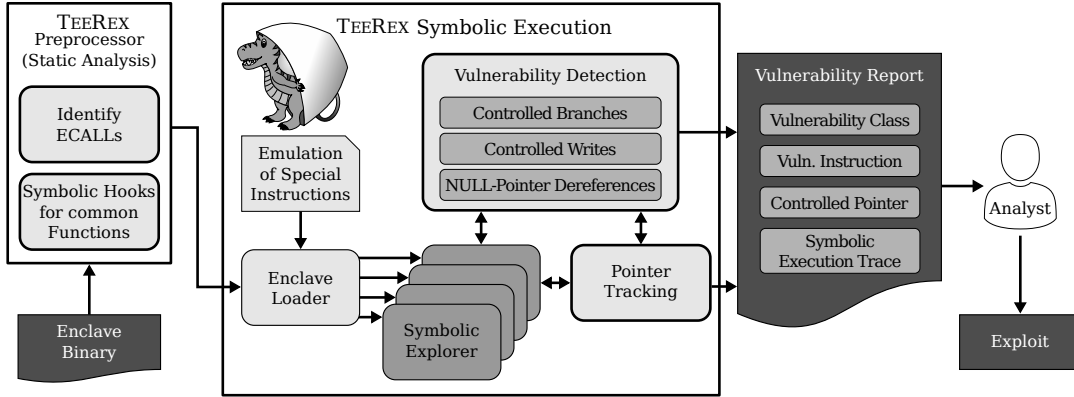 TEEREX
Preprocessor
(Static Analysis)
Identify
ECALLs
Symbolic Hooks
for common
Functions
Enclave
Binary
TEEREX Symbolic Execution
Emulation
of Special
Instructions
Enclave
Loader
Vulnerability Detection
Controlled Branches
Controlled Writes
NULL-Pointer Dereferences
Symbolic
Explorer
Pointer
Tracking
Vulnerability Report
Vulnerability Class
Vuln. Instruction
Controlled Pointer
Symbolic
Execution Trace
Analyst
Exploit